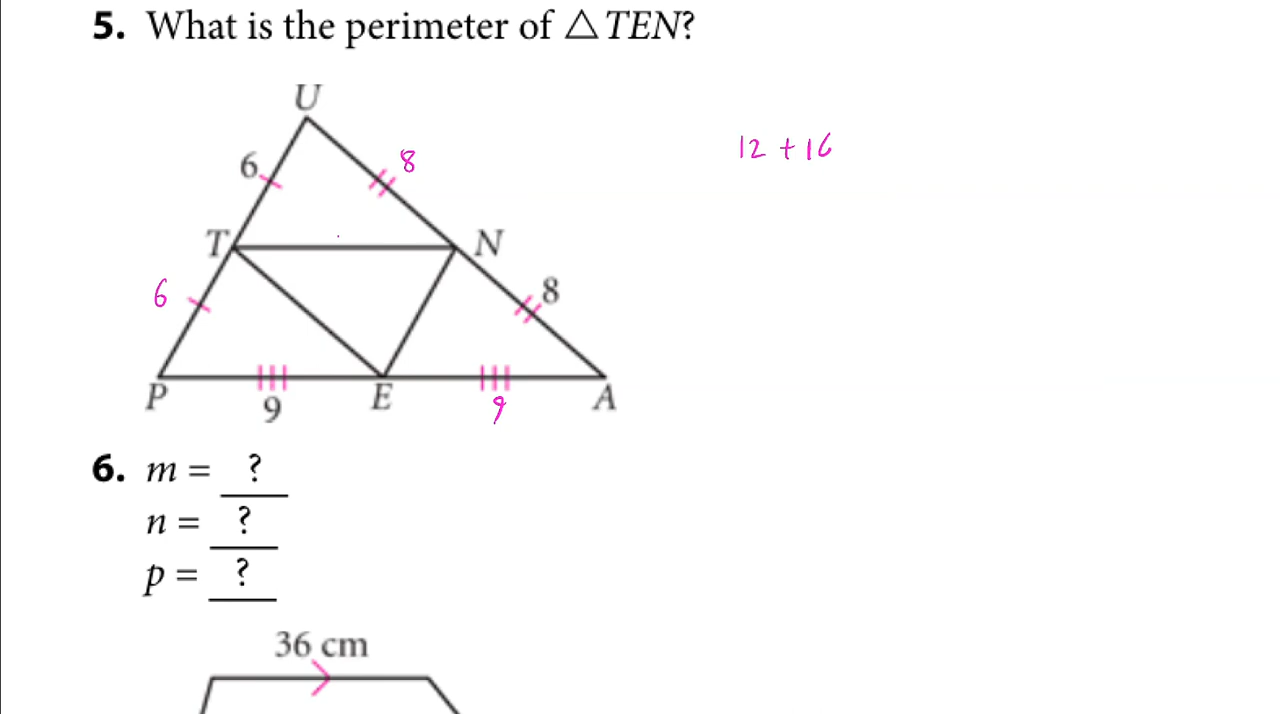 5. What is the perimeter of △TEN?
U
6 8
12 + 16
T N
6 8
P 9 E 9 A
6. m = ?
n = ?
p = ?
36 cm